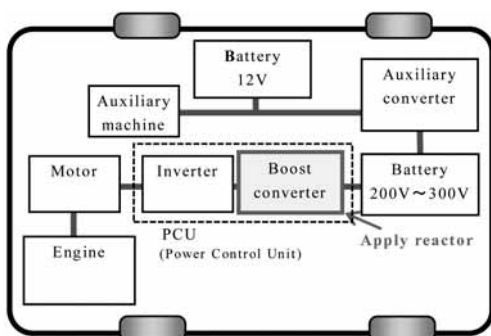 Battery
12V
Auxiliary
converter
Auxiliary
machine
Motor
Inverter
Boost
converter
Battery
200V～300V
PCU
(Power Control Unit)
Apply reactor
Engine